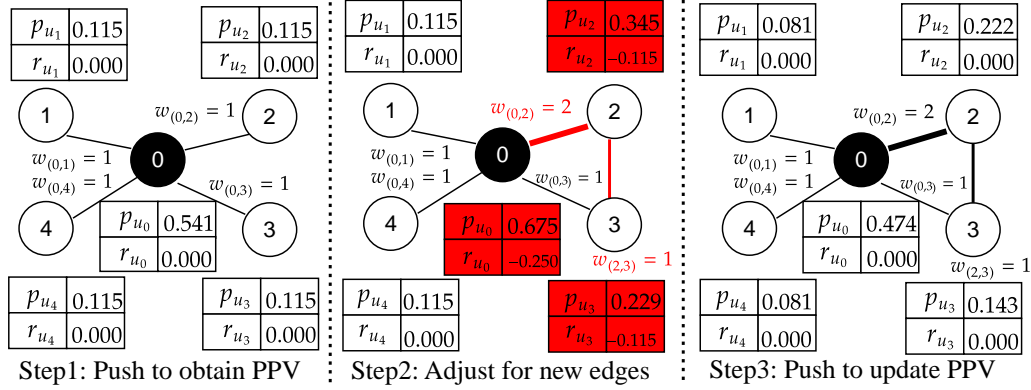 p_{u_1} 0.115
r_{u_1} 0.000
p_{u_2} 0.115
r_{u_2} 0.000
1
w_{(0,2)} = 1
2
0
w_{(0,1)} = 1
w_{(0,4)} = 1
w_{(0,3)} = 1
4
3
p_{u_0} 0.541
r_{u_0} 0.000
p_{u_4} 0.115
r_{u_4} 0.000
p_{u_3} 0.115
r_{u_3} 0.000
Step1: Push to obtain PPV
p_{u_1} 0.115
r_{u_1} 0.000
p_{u_2} 0.345
r_{u_2} −0.115
1
w_{(0,2)} = 2
2
0
w_{(0,1)} = 1
w_{(0,4)} = 1
w_{(0,3)} = 1
4
3
p_{u_0} 0.675
r_{u_0} −0.250
w_{(2,3)} = 1
p_{u_4} 0.115
r_{u_4} 0.000
p_{u_3} 0.229
r_{u_3} −0.115
Step2: Adjust for new edges
p_{u_1} 0.081
r_{u_1} 0.000
p_{u_2} 0.222
r_{u_2} 0.000
1
w_{(0,2)} = 2
2
0
w_{(0,1)} = 1
w_{(0,4)} = 1
w_{(0,3)} = 1
4
3
p_{u_0} 0.474
r_{u_0} 0.000
w_{(2,3)} = 1
p_{u_4} 0.081
r_{u_4} 0.000
p_{u_3} 0.143
r_{u_3} 0.000
Step3: Push to update PPV